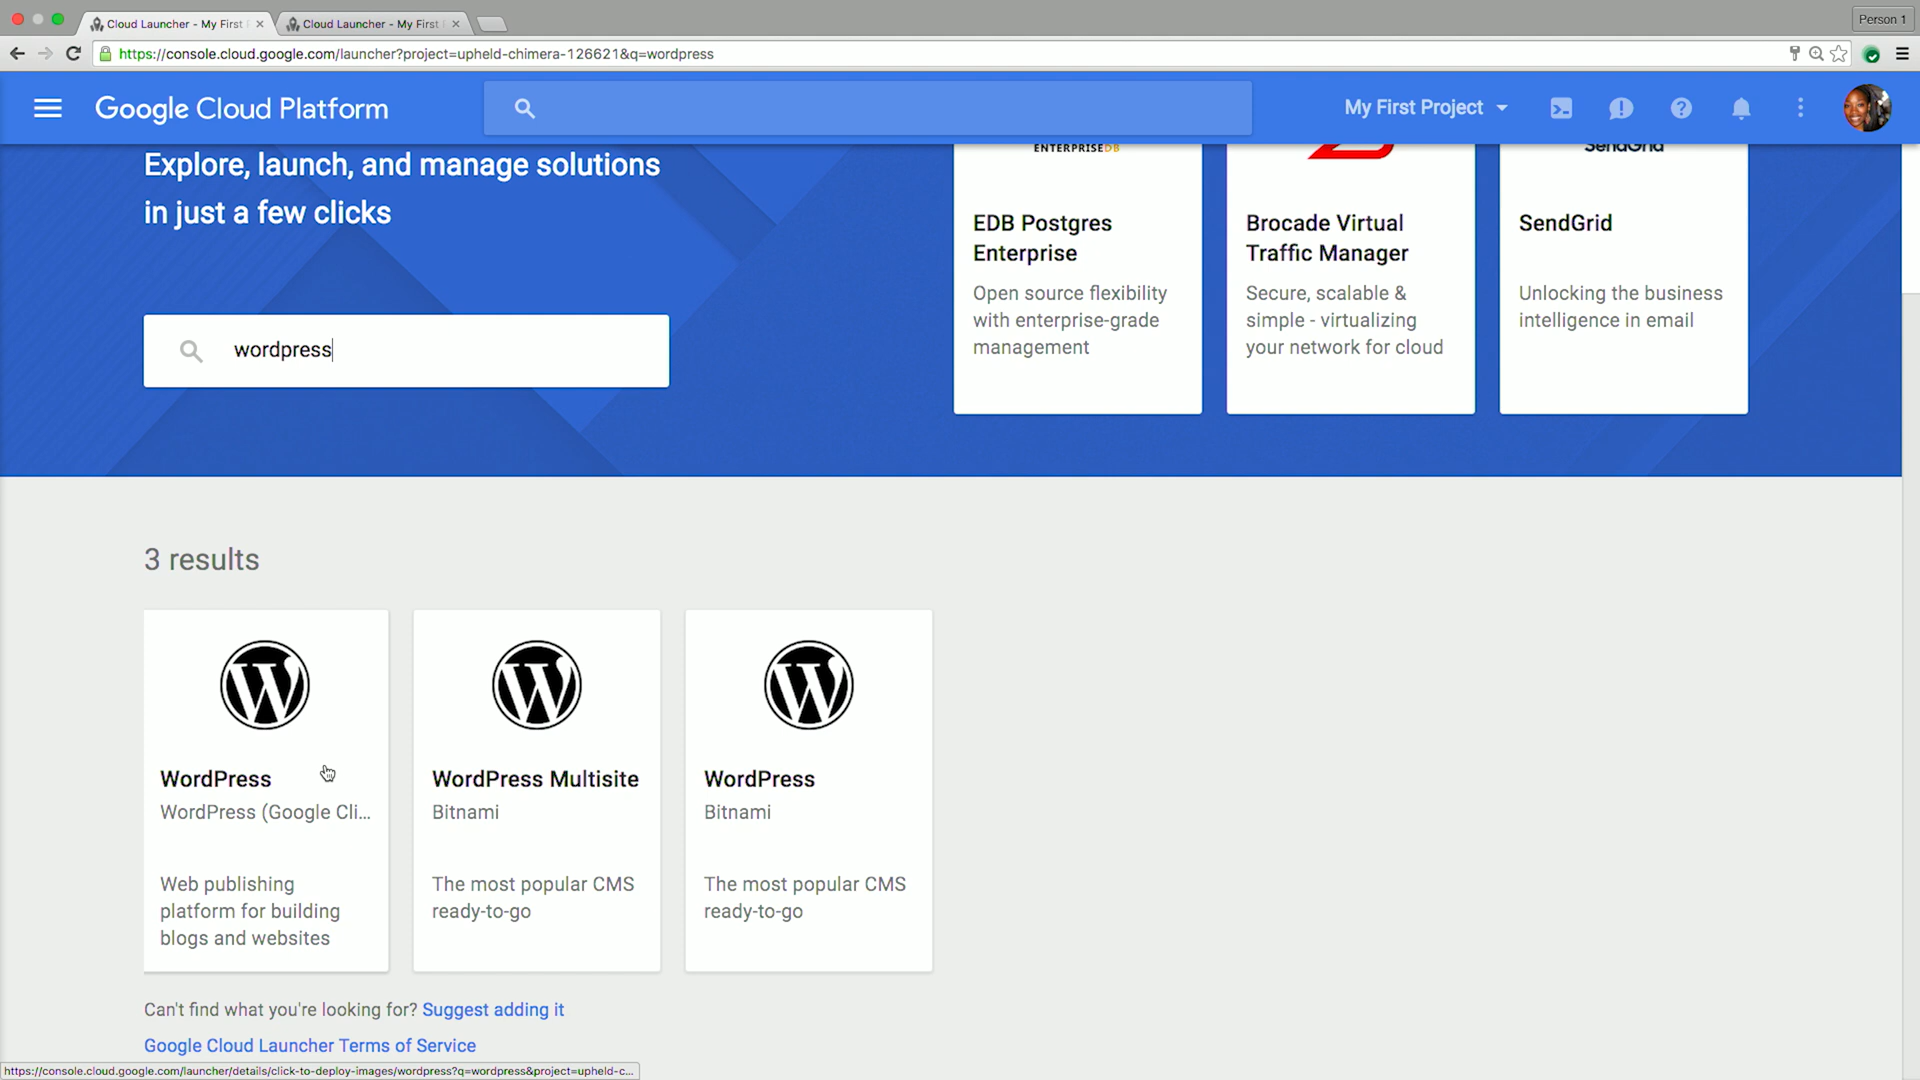 Cloud Launcher - My First
Cloud Launcher - My First
Person 1
https://console.cloud.google.com/launcher?project=upheld-chimera-126621&q=wordpress
Google Cloud Platform
My First Project
Explore, launch, and manage solutions
in just a few clicks
wordpress
ENTERPRISEDB
EDB Postgres
Enterprise
Open source flexibility
with enterprise-grade
management
Brocade Virtual
Traffic Manager
Secure, scalable &
simple - virtualizing
your network for cloud
SendGrid
SendGrid
Unlocking the business
intelligence in email
3 results
WordPress
WordPress (Google Cli...
Web publishing
platform for building
blogs and websites
WordPress Multisite
Bitnami
The most popular CMS
ready-to-go
WordPress
Bitnami
The most popular CMS
ready-to-go
Can't find what you're looking for? Suggest adding it
Google Cloud Launcher Terms of Service
https://console.cloud.google.com/launcher/details/click-to-deploy-images/wordpress?q=wordpress&project=upheld-c...